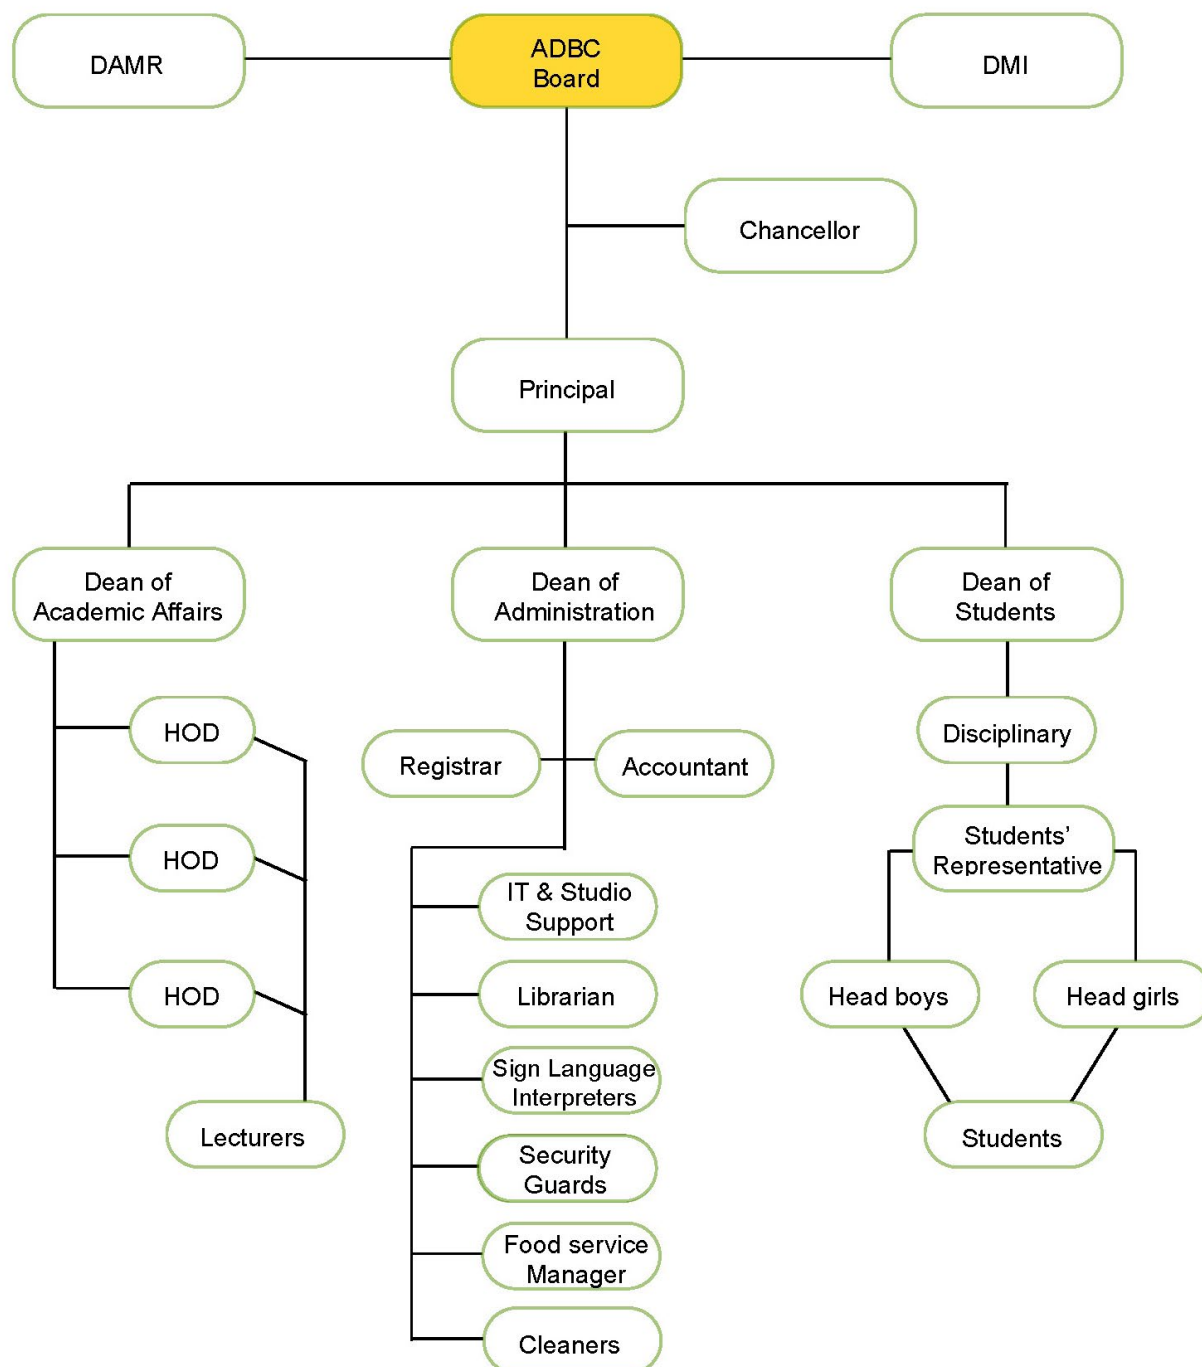 DAMR
ADBC
Board
DMI
Chancellor
Principal
Dean of
Academic Affairs
Dean of
Administration
Dean of
Students
HOD
HOD
HOD
Lecturers
Registrar
Accountant
IT & Studio
Support
Librarian
Sign Language
Interpreters
Security
Guards
Food service
Manager
Cleaners
Disciplinary
Students’
Representative
Head boys
Head girls
Students